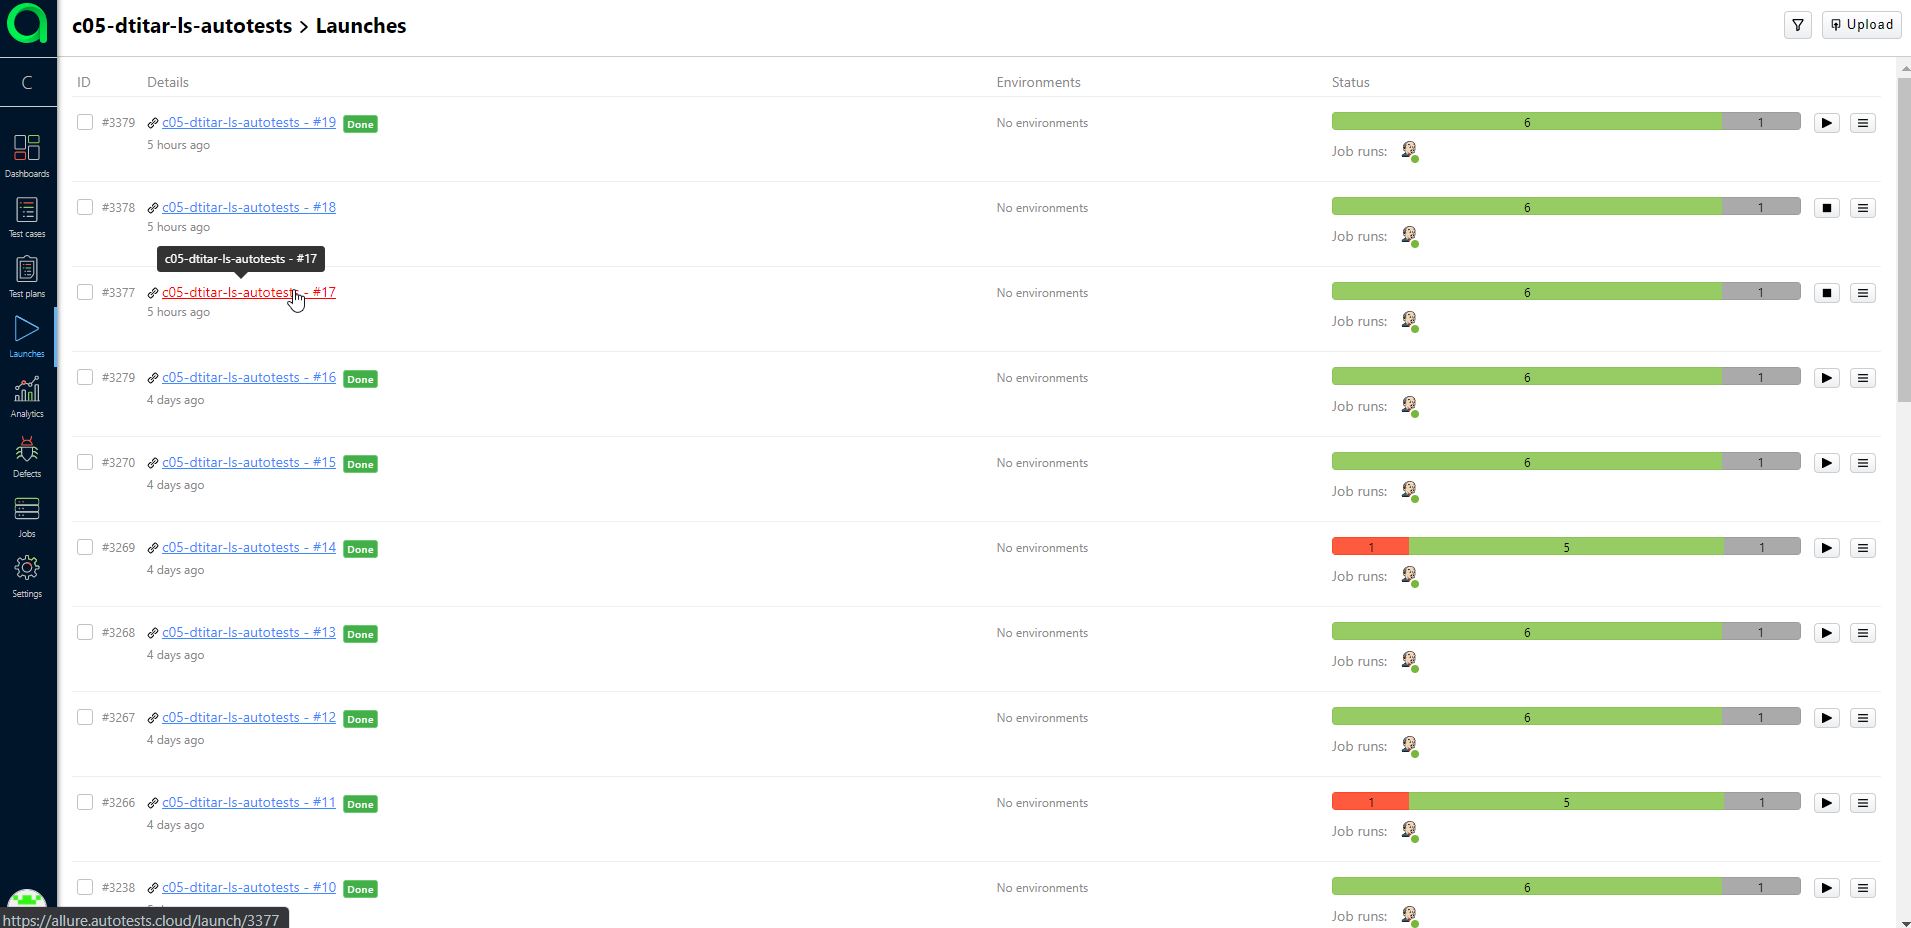 c05-dtitar-ls-autotests > Launches
Upload
C
Dashboards
Test cases
Test plans
Launches
Analytics
Defects
Jobs
Settings
ID Details Environments Status
#3379 c05-dtitar-ls-autotests - #19 Done No environments 6 1
5 hours ago Job runs:
#3378 c05-dtitar-ls-autotests - #18 No environments 6 1
5 hours ago Job runs:
c05-dtitar-ls-autotests - #17
#3377 c05-dtitar-ls-autotests - #17 No environments 6 1
5 hours ago Job runs:
#3279 c05-dtitar-ls-autotests - #16 Done No environments 6 1
4 days ago Job runs:
#3270 c05-dtitar-ls-autotests - #15 Done No environments 6 1
4 days ago Job runs:
#3269 c05-dtitar-ls-autotests - #14 Done No environments 1 5 1
4 days ago Job runs:
#3268 c05-dtitar-ls-autotests - #13 Done No environments 6 1
4 days ago Job runs:
#3267 c05-dtitar-ls-autotests - #12 Done No environments 6 1
4 days ago Job runs:
#3266 c05-dtitar-ls-autotests - #11 Done No environments 1 5 1
4 days ago Job runs:
#3238 c05-dtitar-ls-autotests - #10 Done No environments 6 1
Job runs:
https://allure.autotests.cloud/launch/3377